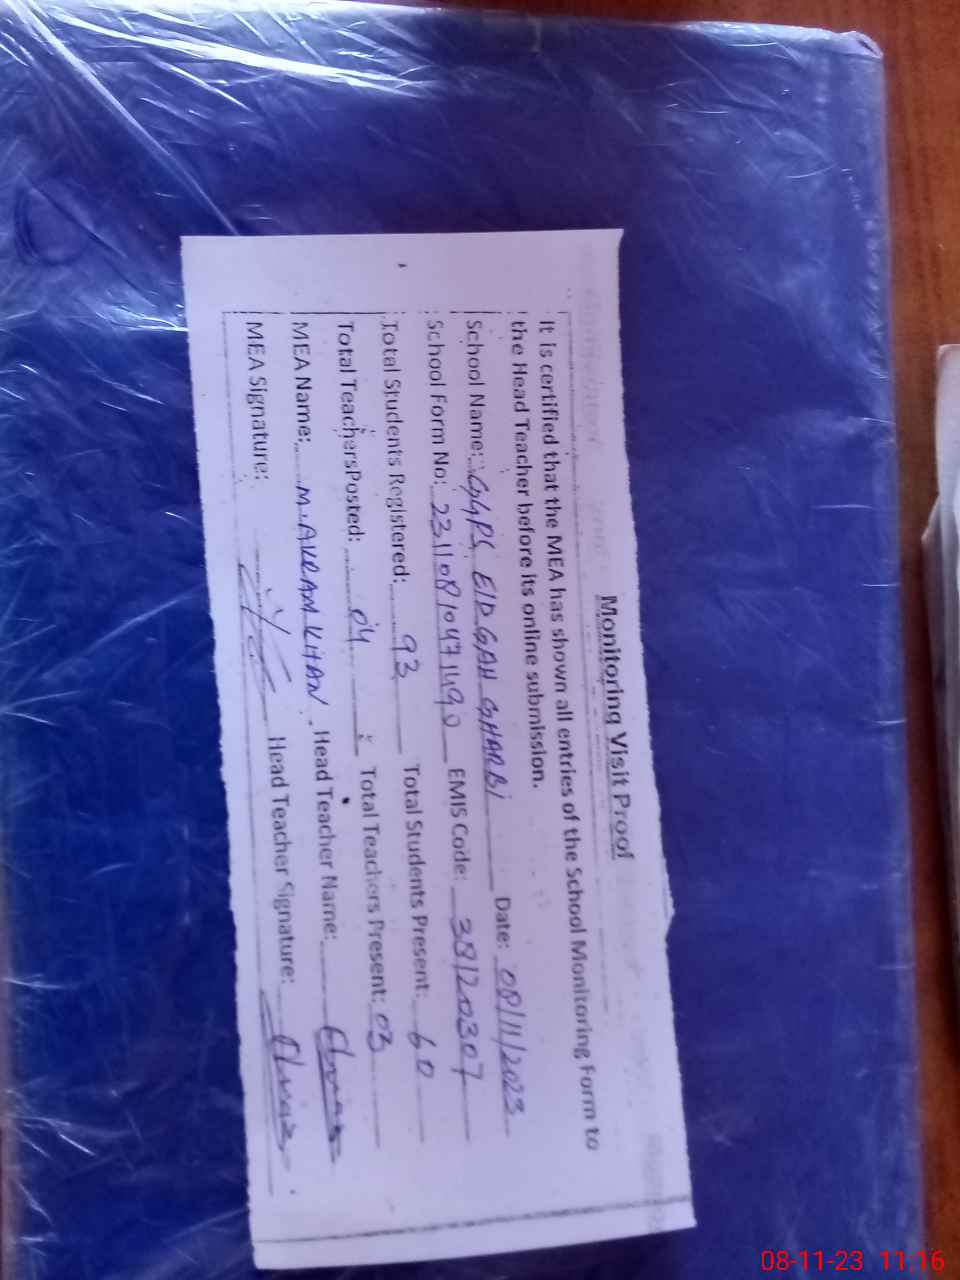 Monitoring Visit Proof
It is certified that the MEA has shown all entries of the School Monitoring Form to
the Head Teacher before its online submission.
School Name: GGPS EID GAH GHARBI Date: 08/11/2023
School Form No: 23110810471490 EMIS Code: 38120307
Total Students Registered: 93 Total Students Present: 60
Total TeachersPosted: 04 Total Teachers Present: 03
MEA Name: M. AKRAM KHAN Head Teacher Name:
MEA Signature: Head Teacher Signature:
08-11-23 11:16